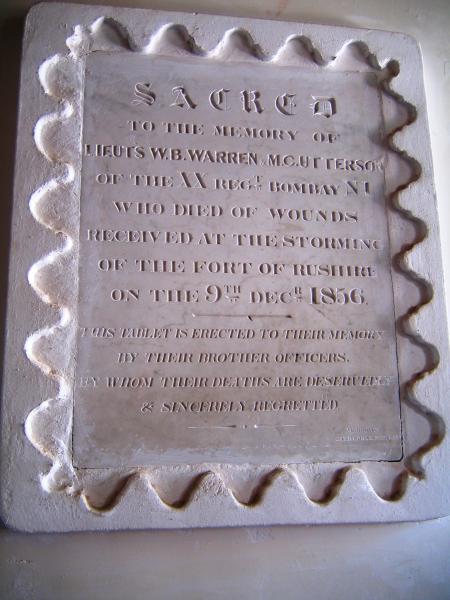 SACRED
TO THE MEMORY OF
LIEUTS W.B. WARREN, M.C. UTTERSON
OF THE XX REGT BOMBAY N I
WHO DIED OF WOUNDS
RECEIVED AT THE STORMING
OF THE FORT OF RUSHIRE
ON THE 9TH DECR 1856.
THIS TABLET IS ERECTED TO THEIR MEMORY
BY THEIR BROTHER OFFICERS.
BY WHOM THEIR DEATHS ARE DESERVEDLY
& SINCERELY REGRETTED